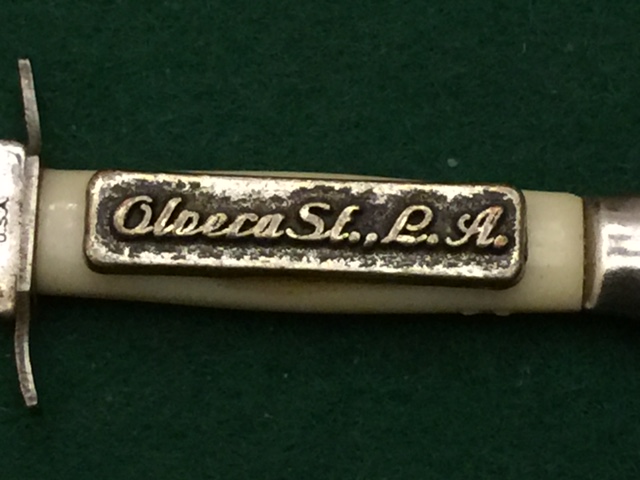 Olvera St., L. A.
U.S.A.